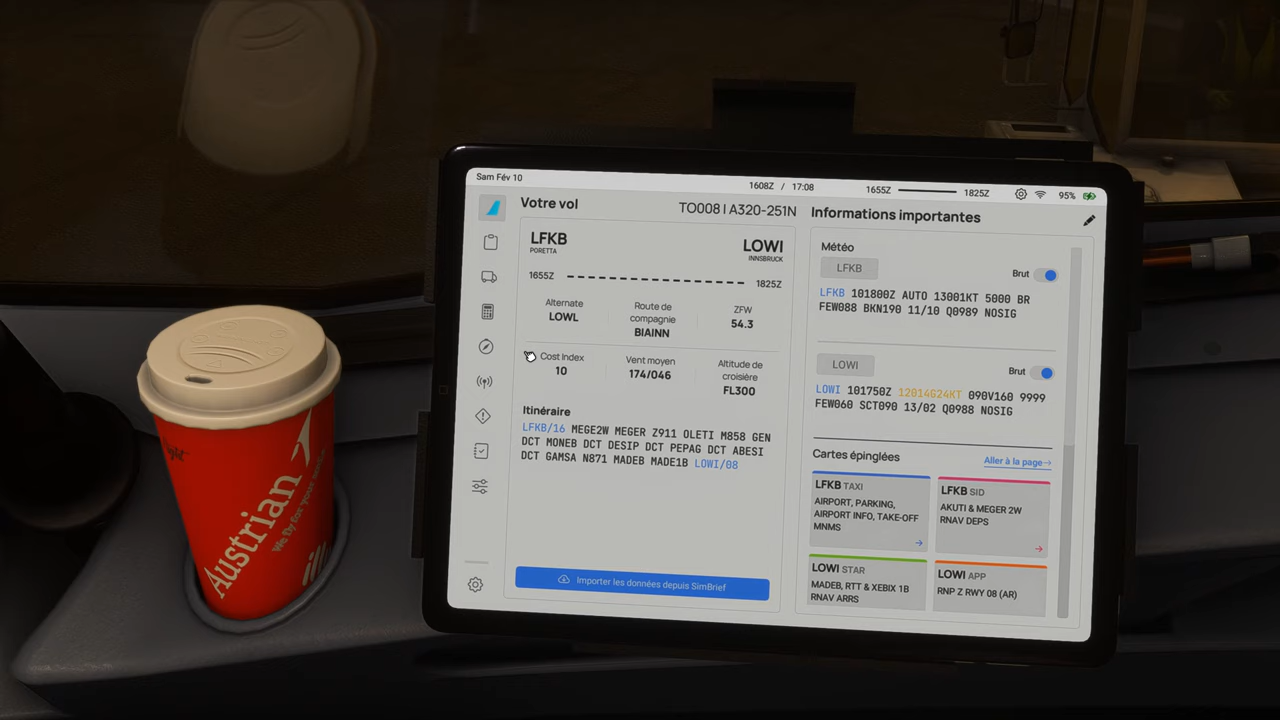 Sam Fév 10
1608Z / 17:08
1655Z
1825Z
95%
Votre vol
TO008 | A320-251N
LFKB
PORETTA
LOWI
INNSBRUCK
1655Z
1825Z
Alternate
LOWL
Route de
compagnie
BIAINN
ZFW
54.3
Cost Index
10
Vent moyen
174/046
Altitude de
croisière
FL300
Itinéraire
LFKB/16 MEGE2W MEGER Z911 OLETI M858 GEN
DCT MONEB DCT DESIP DCT PEPAG DCT ABESI
DCT GAMSA N871 MADEB MADE1B LOWI/08
Importer les données depuis SimBrief
Informations importantes
Météo
LFKB
Brut
LFKB 101800Z AUTO 13001KT 5000 BR
FEW088 BKN190 11/10 Q0989 NOSIG
LOWI
Brut
LOWI 101750Z 12014G24KT 090V160 9999
FEW060 SCT090 13/02 Q0988 NOSIG
Cartes épinglées
Aller à la page
LFKB TAXI
AIRPORT, PARKING,
AIRPORT INFO, TAKE-OFF
MNMS
LFKB SID
AKUTI & MEGER 2W
RNAV DEPS
LOWI STAR
MADEB, RTT & XEBIX 1B
RNAV ARRS
LOWI APP
RNP Z RWY 08 (AR)
Austrian
We fly for your smile.